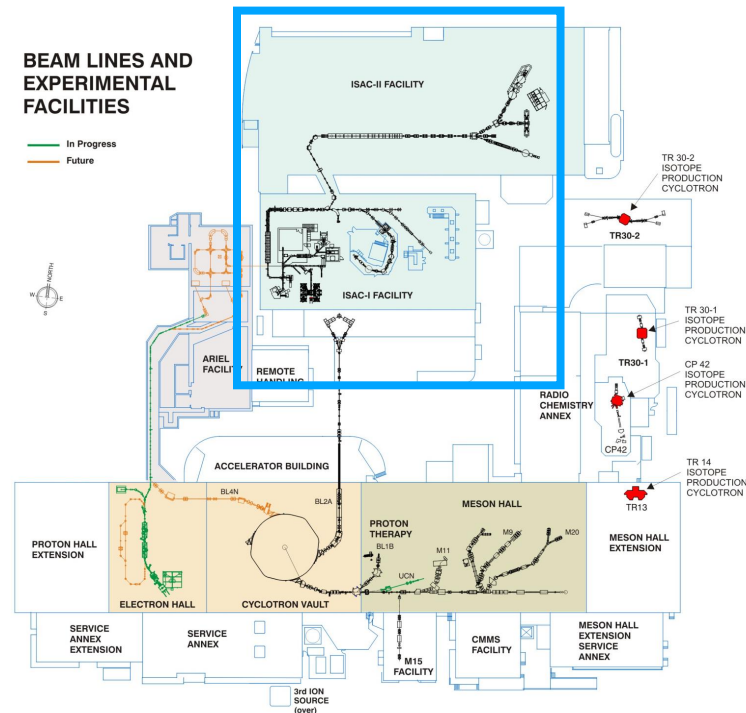 BEAM LINES AND
EXPERIMENTAL
FACILITIES
In Progress
Future
ISAC-II FACILITY
TR 30-2
ISOTOPE
PRODUCTION
CYCLOTRON
TR30-2
NORTH
W
E
S
ISAC-I FACILITY
TR 30-1
ISOTOPE
PRODUCTION
CYCLOTRON
TR30-1
ARIEL
FACILITY
REMOTE
HANDLING
CP 42
ISOTOPE
PRODUCTION
CYCLOTRON
RADIO
CHEMISTRY
ANNEX
CP42
ACCELERATOR BUILDING
TR 14
ISOTOPE
PRODUCTION
CYCLOTRON
TR13
BL4N
BL2A
MESON HALL
PROTON HALL
EXTENSION
PROTON
THERAPY
BL1B
M11
M9
M20
MESON HALL
EXTENSION
UCN
ELECTRON HALL
CYCLOTRON VAULT
SERVICE
ANNEX
EXTENSION
SERVICE
ANNEX
M15
FACILITY
CMMS
FACILITY
MESON HALL
EXTENSION
SERVICE
ANNEX
3rd ION
SOURCE
(over)